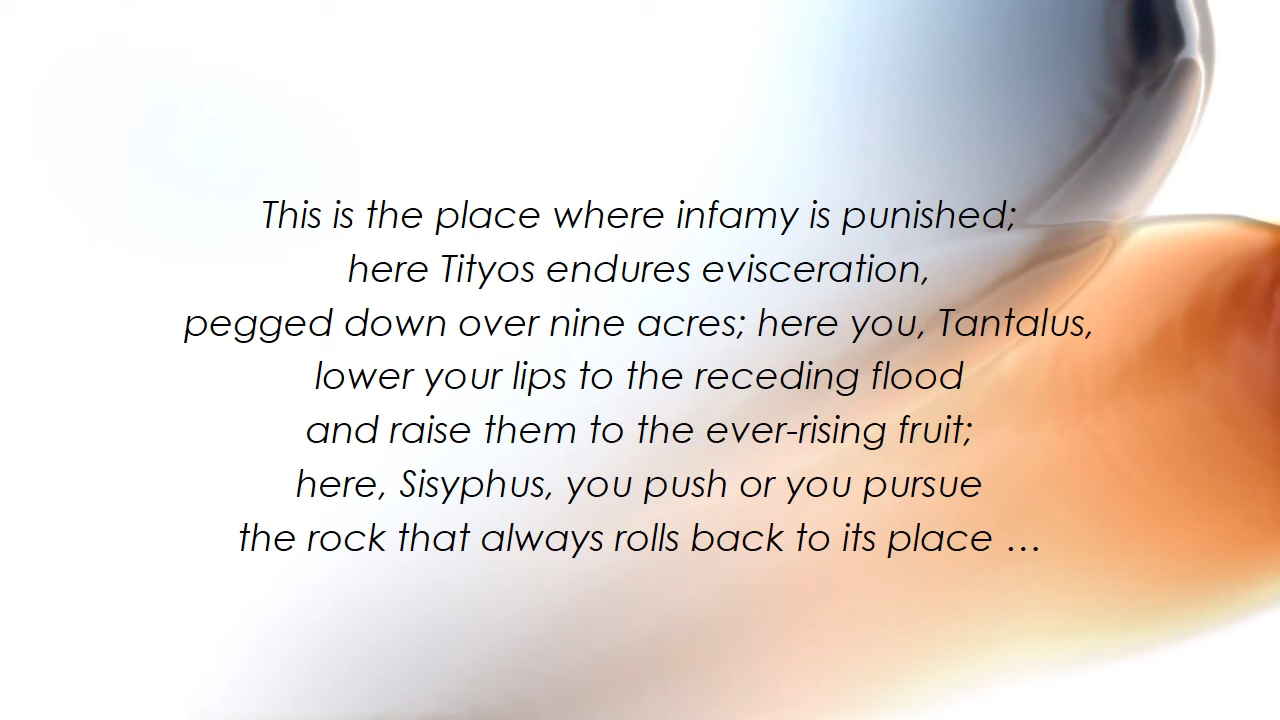 This is the place where infamy is punished;
here Tityos endures evisceration,
pegged down over nine acres; here you, Tantalus,
lower your lips to the receding flood
and raise them to the ever-rising fruit;
here, Sisyphus, you push or you pursue
the rock that always rolls back to its place …